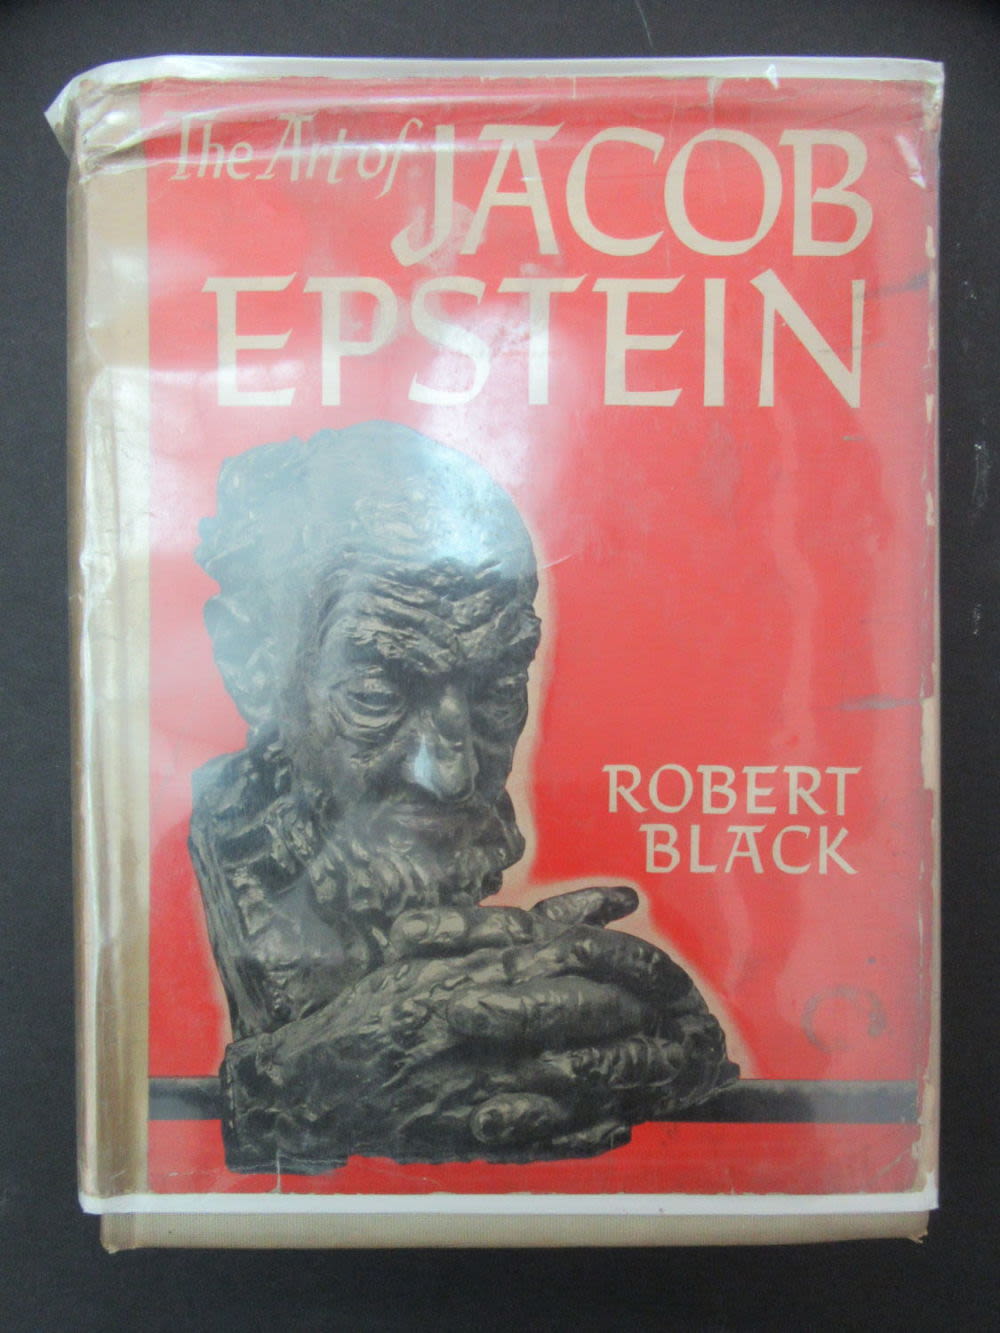 The Art of JACOB
EPSTEIN
ROBERT
BLACK